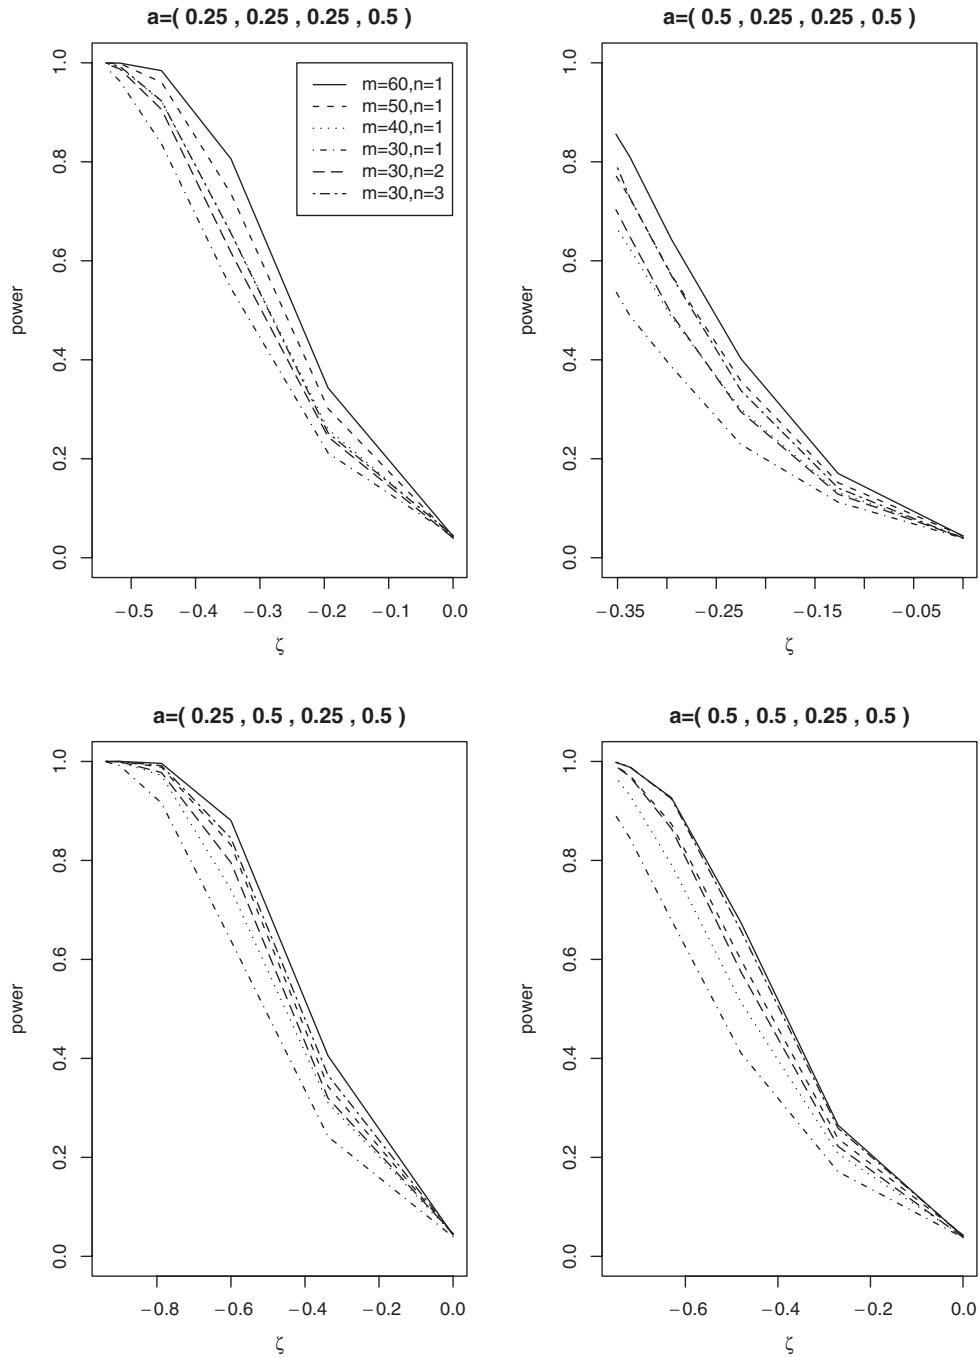 a=( 0.25 , 0.25 , 0.25 , 0.5 )
power
0.0 0.2 0.4 0.6 0.8 1.0
m=60,n=1
m=50,n=1
m=40,n=1
m=30,n=1
m=30,n=2
m=30,n=3
−0.5 −0.4 −0.3 −0.2 −0.1 0.0
ζ
a=( 0.5 , 0.25 , 0.25 , 0.5 )
power
0.0 0.2 0.4 0.6 0.8 1.0
−0.35 −0.25 −0.15 −0.05
ζ
a=( 0.25 , 0.5 , 0.25 , 0.5 )
power
0.0 0.2 0.4 0.6 0.8 1.0
−0.8 −0.6 −0.4 −0.2 0.0
ζ
a=( 0.5 , 0.5 , 0.25 , 0.5 )
power
0.0 0.2 0.4 0.6 0.8 1.0
−0.6 −0.4 −0.2 0.0
ζ